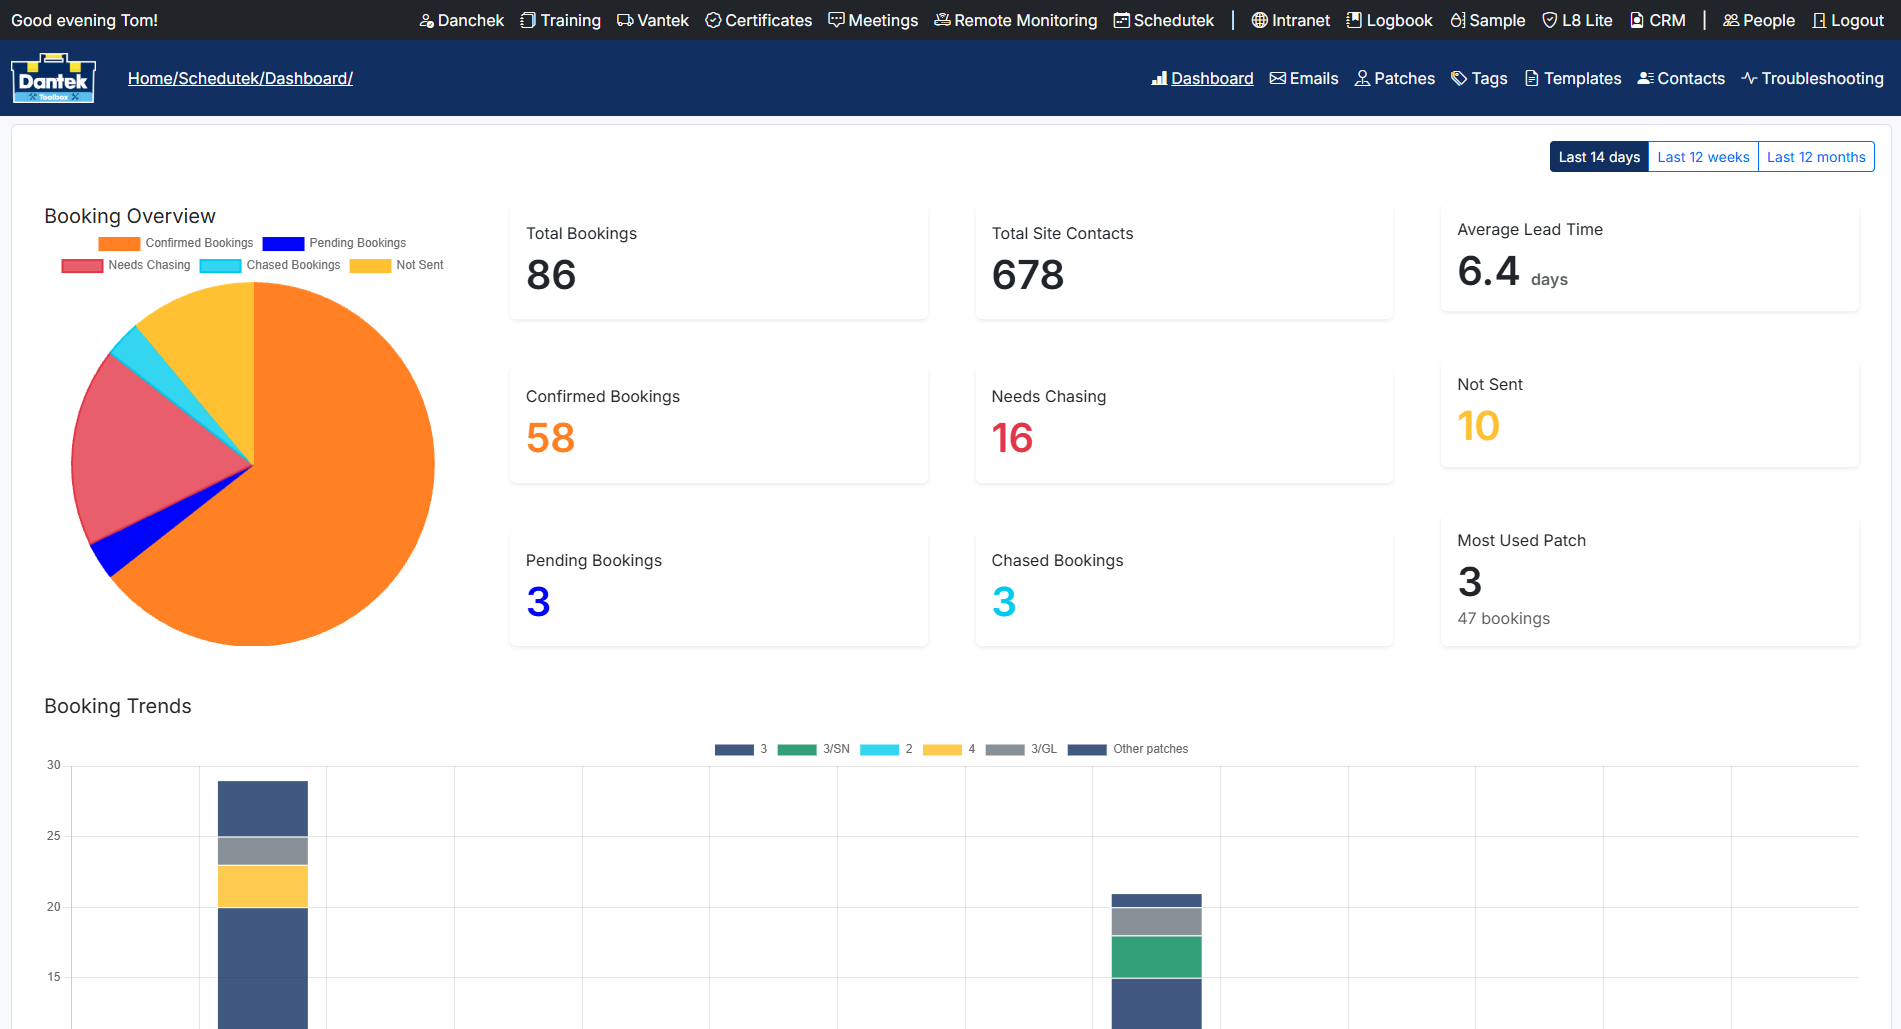 Good evening Tom!
Danchek Training Vantek Certificates Meetings Remote Monitoring Schedutek | Intranet Logbook Sample L8 Lite CRM | People Logout
Dantek
Toolbox
Home/Schedutek/Dashboard/
Dashboard Emails Patches Tags Templates Contacts Troubleshooting
Last 14 days Last 12 weeks Last 12 months
Booking Overview
Confirmed Bookings Pending Bookings
Needs Chasing Chased Bookings Not Sent
Total Bookings
86
Total Site Contacts
678
Average Lead Time
6.4 days
Confirmed Bookings
58
Needs Chasing
16
Not Sent
10
Pending Bookings
3
Chased Bookings
3
Most Used Patch
3
47 bookings
Booking Trends
3 3/SN 2 4 3/GL Other patches
30
25
20
15